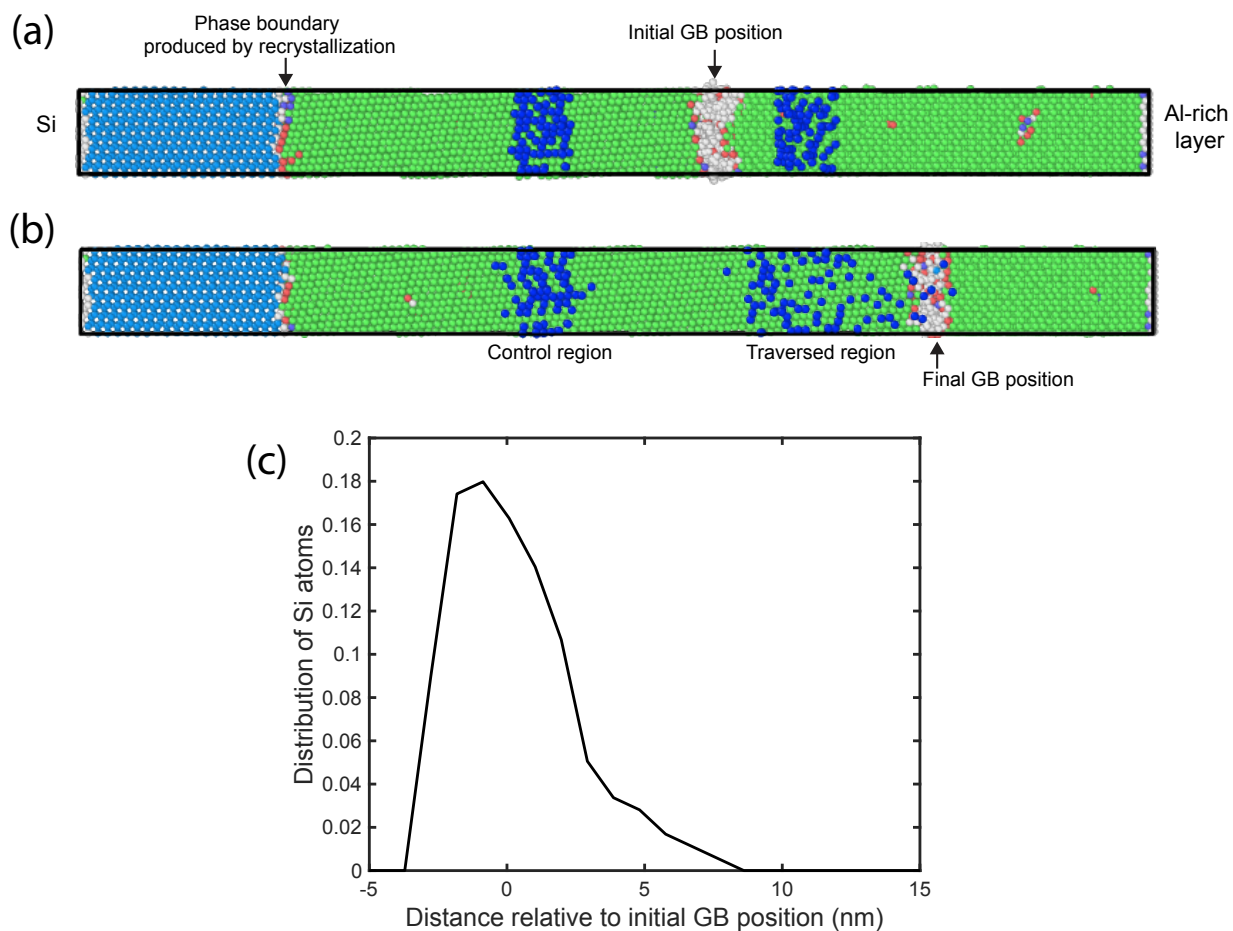 (a)
Phase boundary
produced by recrystallization
Initial GB position
Si
Al-rich
layer
(b)
Control region
Traversed region
Final GB position
(c)
0.2
0.18
0.16
0.14
0.12
0.1
0.08
0.06
0.04
0.02
0
Distribution of Si atoms
-5
0
5
10
15
Distance relative to initial GB position (nm)